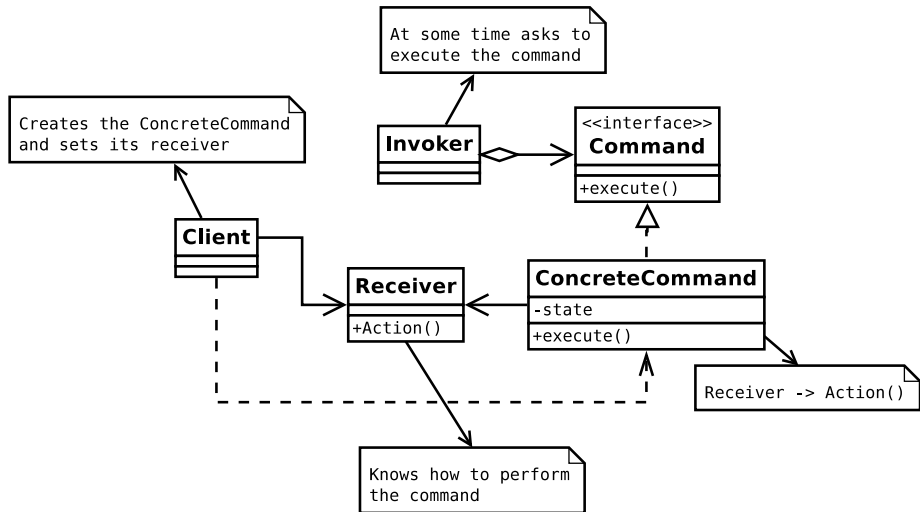 At some time asks to
execute the command
Creates the ConcreteCommand
and sets its receiver
Invoker
<<interface>>
Command
+execute()
Client
Receiver
+Action()
ConcreteCommand
-state
+execute()
Receiver -> Action()
Knows how to perform
the command